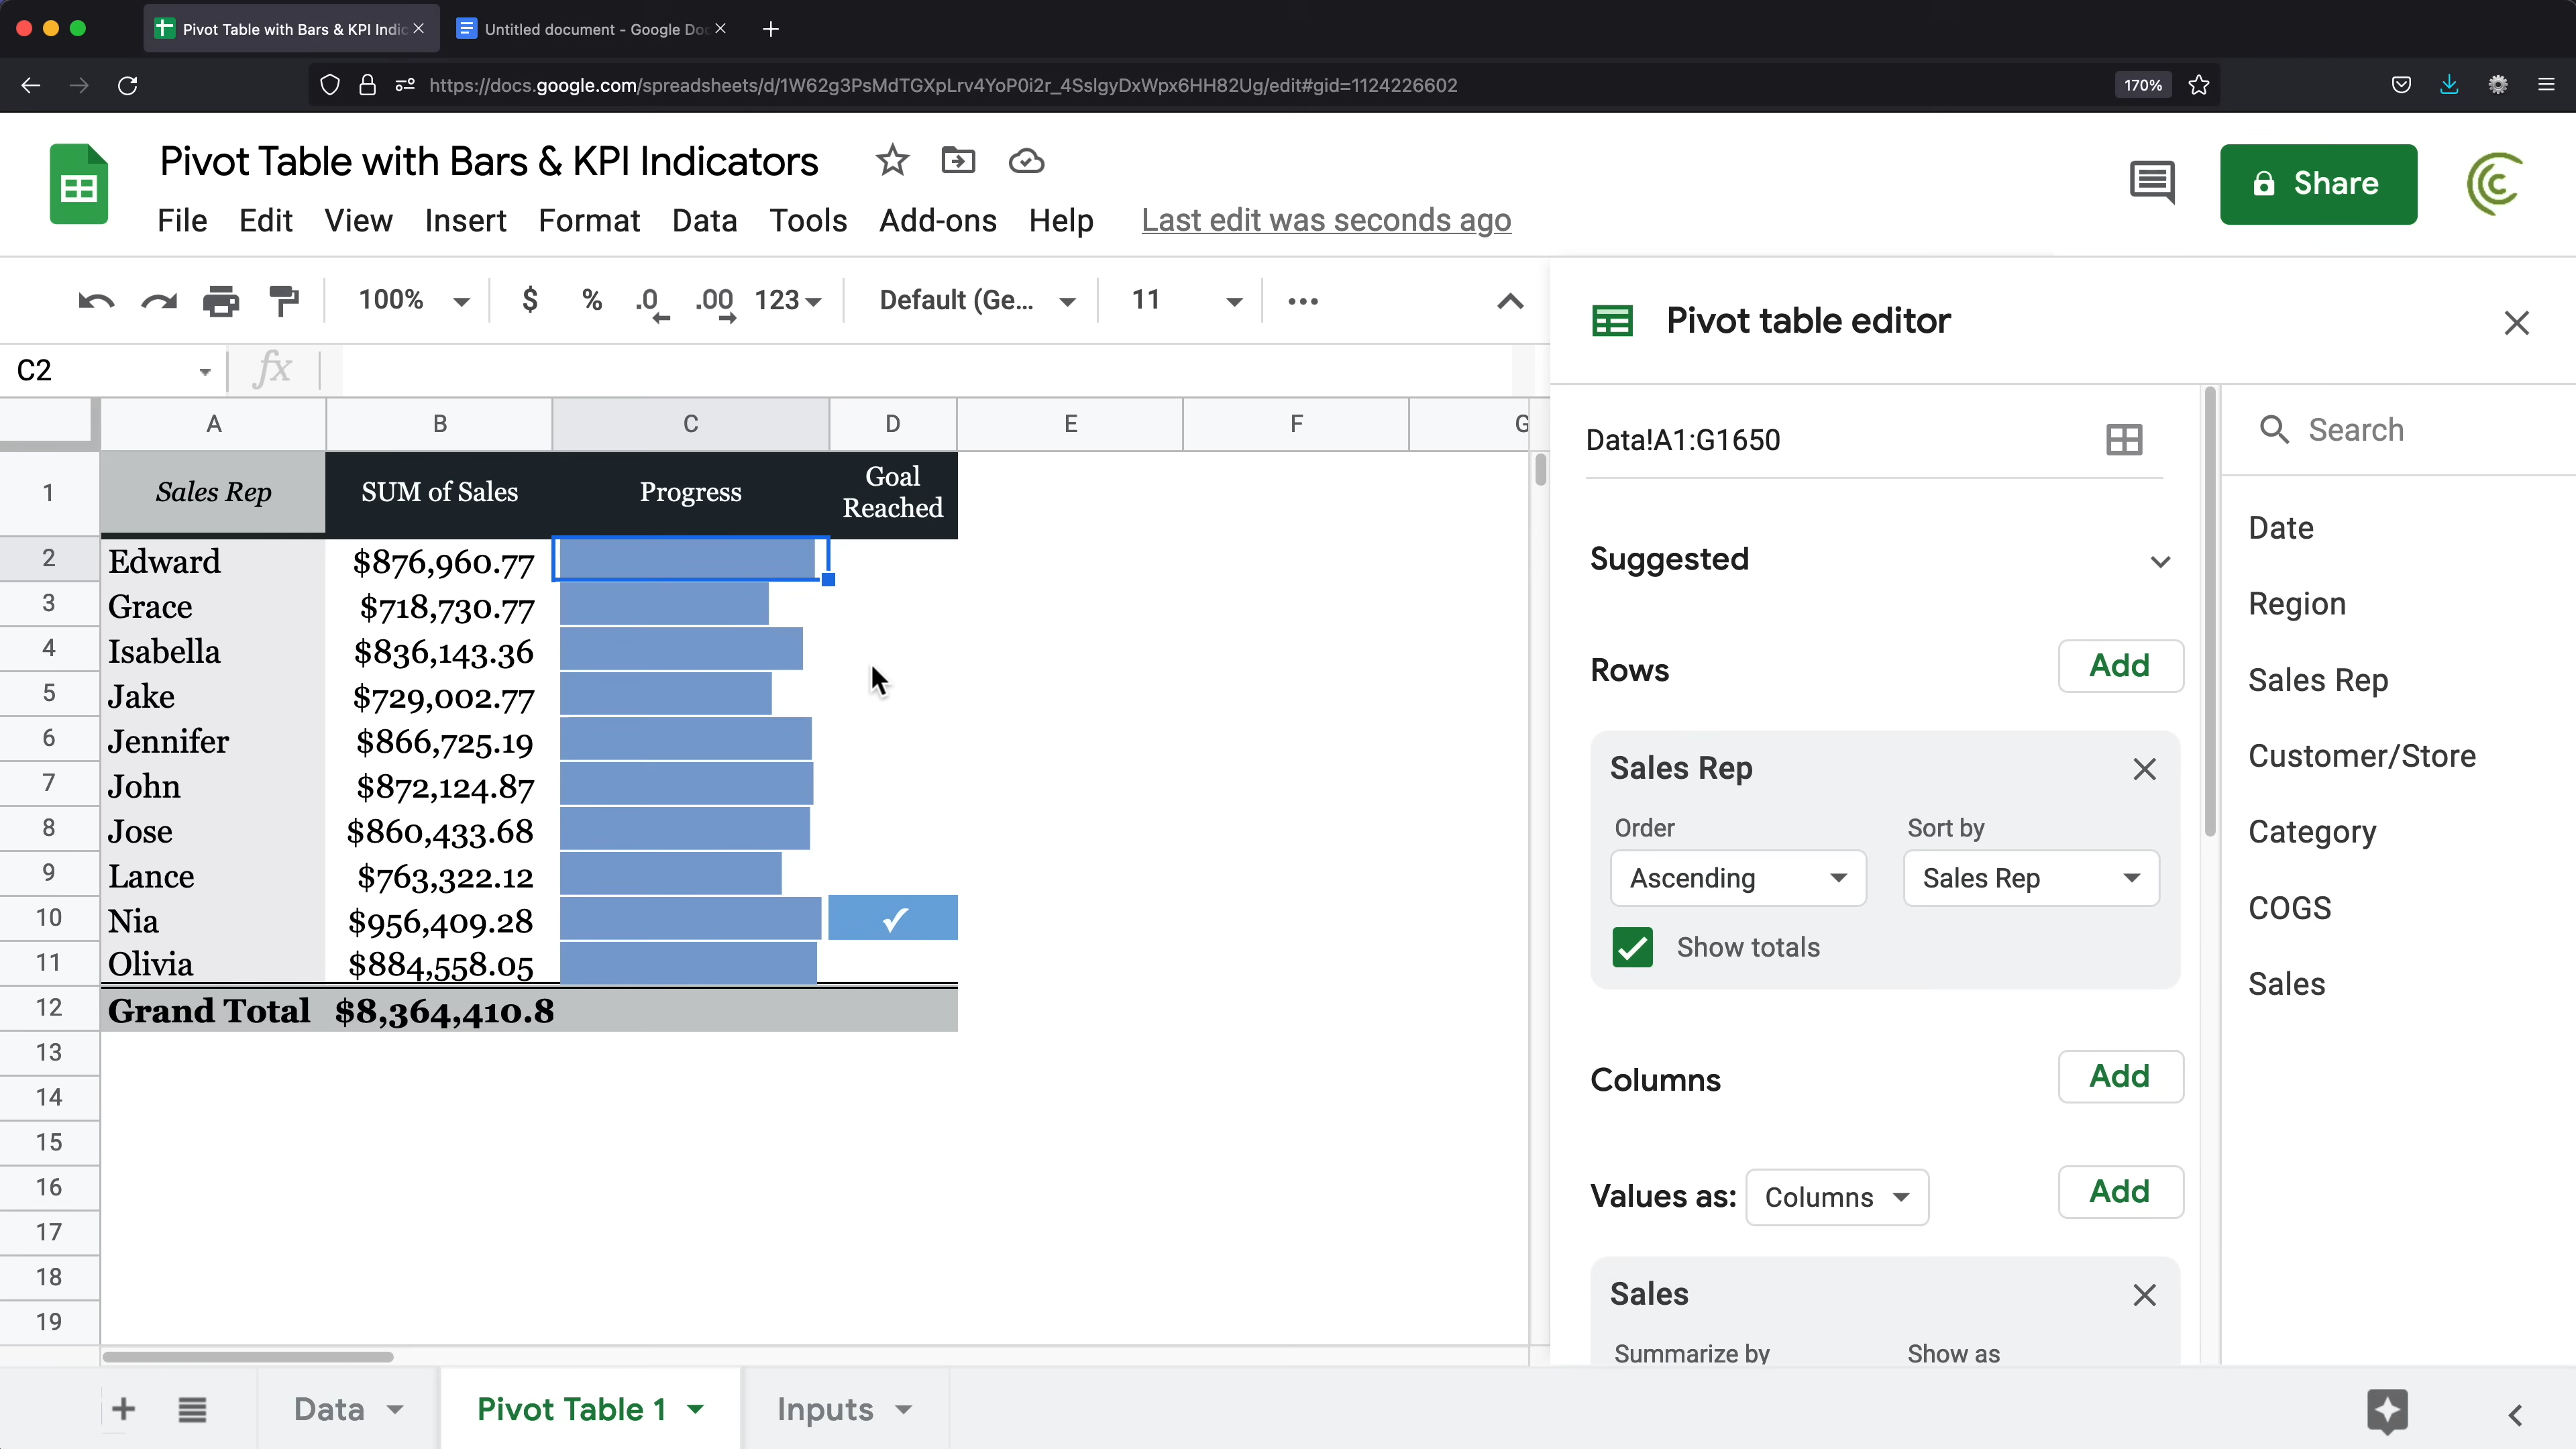 Pivot Table with Bars & KPI Indic
Untitled document - Google Doc
https://docs.google.com/spreadsheets/d/1W62g3PsMdTGXpLrv4YoP0i2r_4SslgyDxWpx6HH82Ug/edit#gid=1124226602
170%
Pivot Table with Bars & KPI Indicators
Share
File Edit View Insert Format Data Tools Add-ons Help Last edit was seconds ago
100% $ % .0 .00 123 Default (Ge... 11
Pivot table editor
C2 fx
A B C D E F G
Data!A1:G1650
Search
1 Sales Rep SUM of Sales Progress Goal Reached
2 Edward $876,960.77
3 Grace $718,730.77
4 Isabella $836,143.36
5 Jake $729,002.77
6 Jennifer $866,725.19
7 John $872,124.87
8 Jose $860,433.68
9 Lance $763,322.12
10 Nia $956,409.28 ✓
11 Olivia $884,558.05
12 Grand Total $8,364,410.8
13
14
15
16
17
18
19
Suggested
Rows Add
Sales Rep
Order Sort by
Ascending Sales Rep
Show totals
Columns Add
Values as: Columns Add
Sales
Summarize by Show as
Date
Region
Sales Rep
Customer/Store
Category
COGS
Sales
Data Pivot Table 1 Inputs